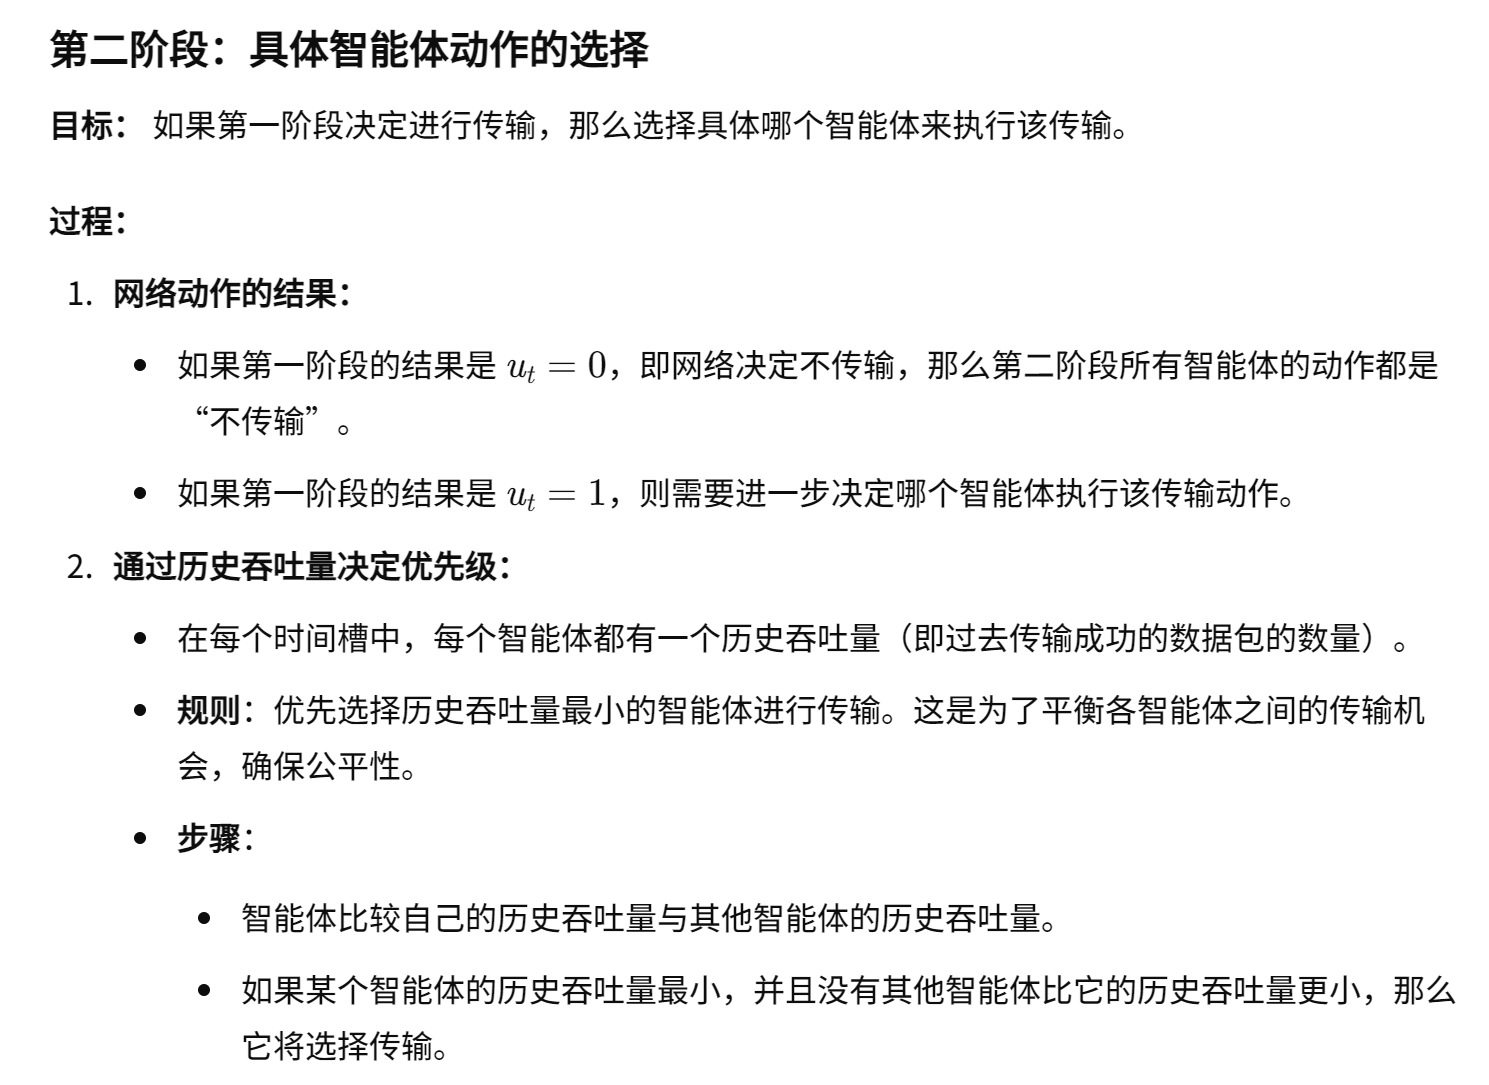 第二阶段：具体智能体动作的选择
目标： 如果第一阶段决定进行传输，那么选择具体哪个智能体来执行该传输。
过程：
1. 网络动作的结果：
• 如果第一阶段的结果是 uₜ = 0，即网络决定不传输，那么第二阶段所有智能体的动作都是
“不传输”。
• 如果第一阶段的结果是 uₜ = 1，则需要进一步决定哪个智能体执行该传输动作。
2. 通过历史吞吐量决定优先级：
• 在每个时间槽中，每个智能体都有一个历史吞吐量（即过去传输成功的数据包的数量）。
• 规则：优先选择历史吞吐量最小的智能体进行传输。这是为了平衡各智能体之间的传输机
会，确保公平性。
• 步骤：
• 智能体比较自己的历史吞吐量与其他智能体的历史吞吐量。
• 如果某个智能体的历史吞吐量最小，并且没有其他智能体比它的历史吞吐量更小，那么
它将选择传输。